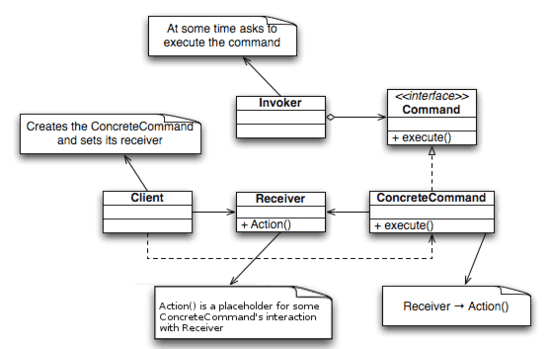 At some time asks to
execute the command
<<interface>>
Command
+ execute()
Invoker
Creates the ConcreteCommand
and sets its receiver
Client
Receiver
+ Action()
ConcreteCommand
+ execute()
Action() is a placeholder for some
ConcreteCommand's interaction
with Receiver
Receiver → Action()